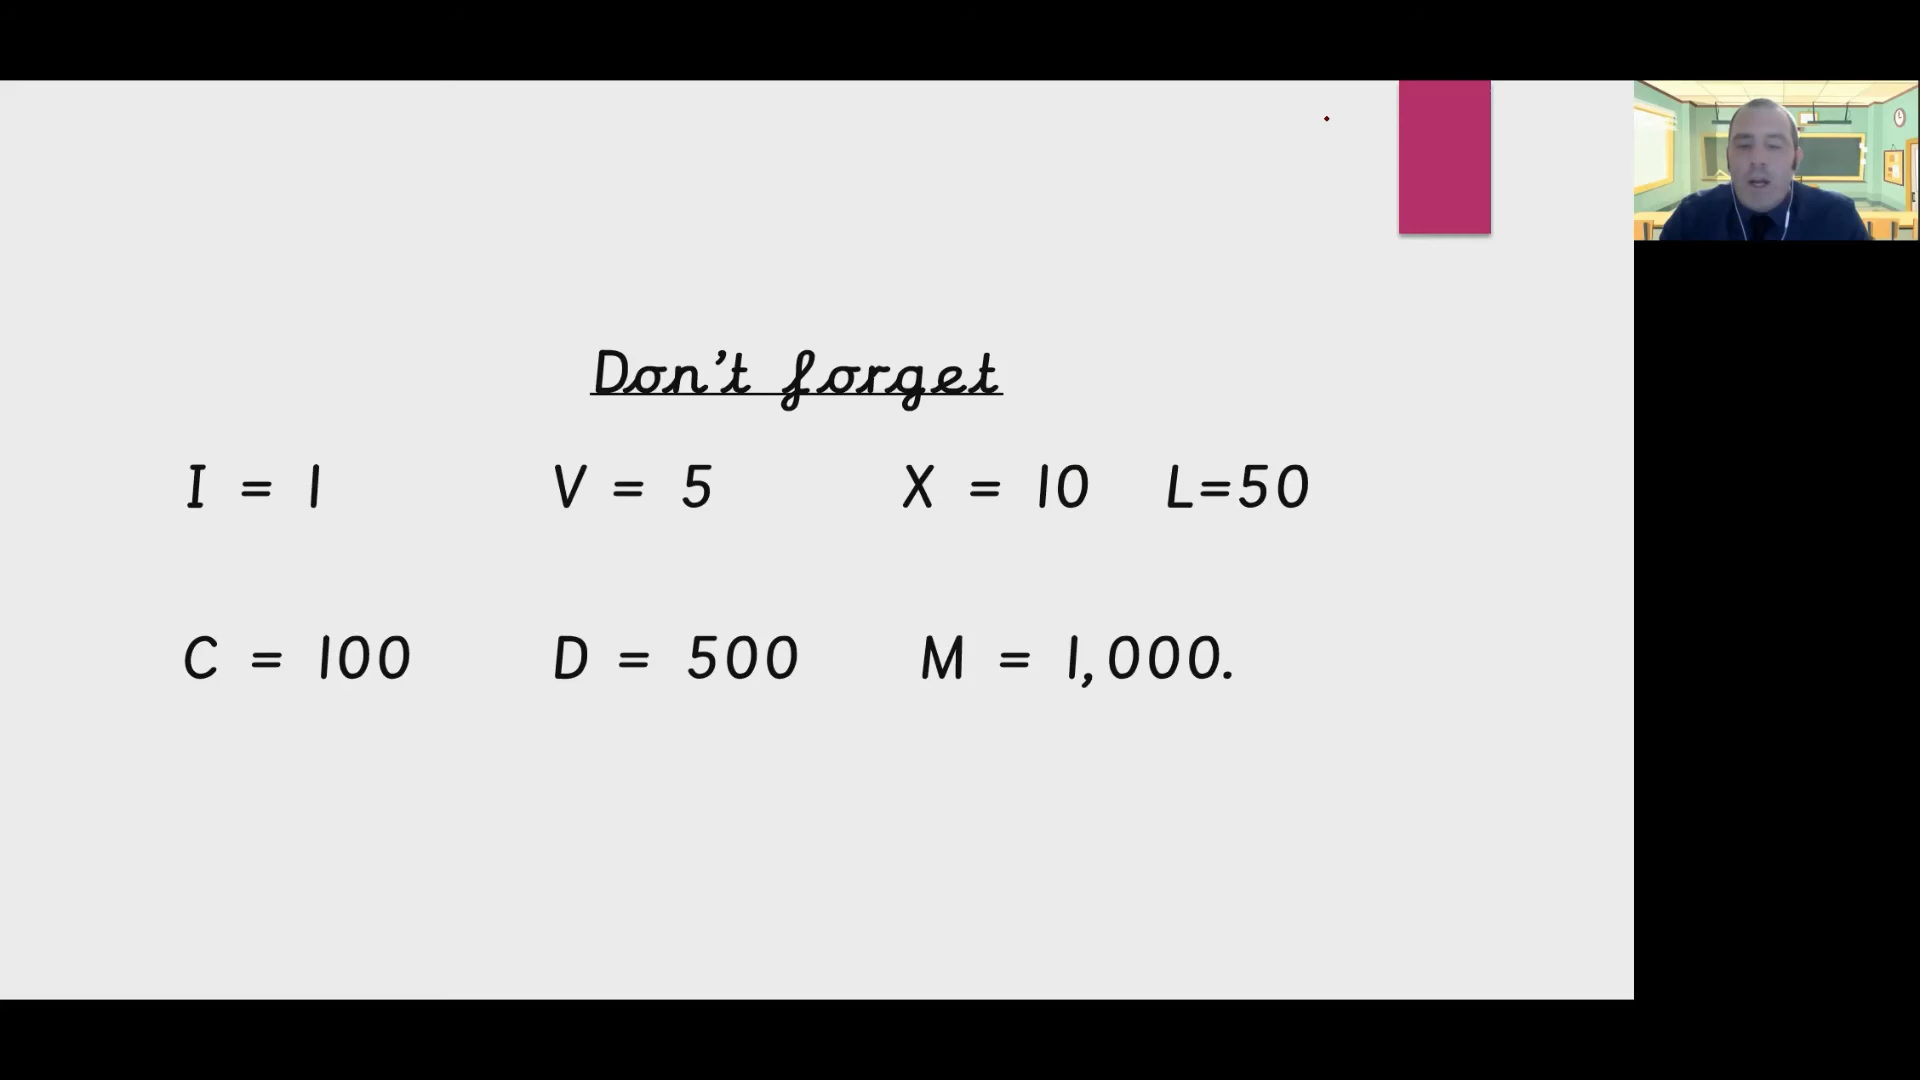 Don't forget
I = 1 V = 5 X = 10 L=50
C = 100 D = 500 M = 1,000.